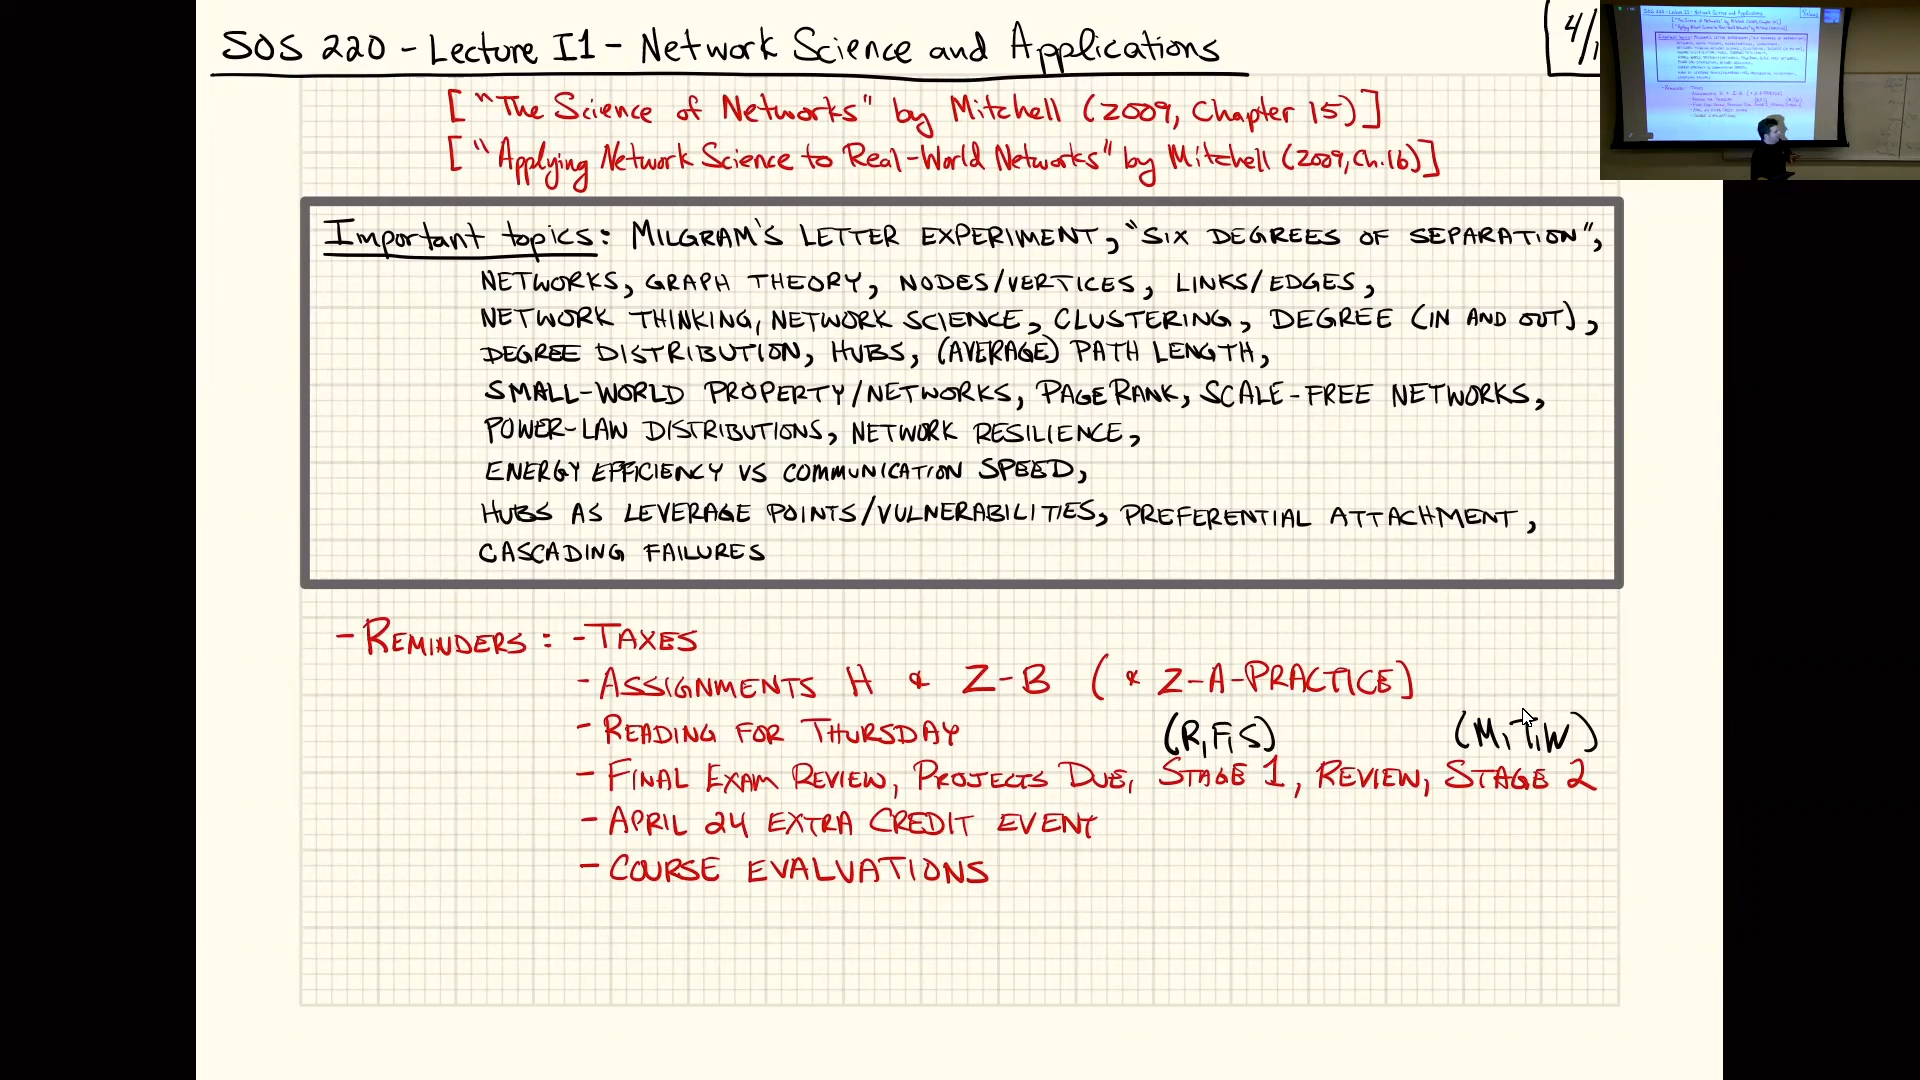 SOS 220 - Lecture I1 - Network Science and Applications
4/1
["The Science of Networks" by Mitchell (2009, Chapter 15)]
["Applying Network Science to Real-World Networks" by Mitchell (2009, Ch.16)]
Important topics: MILGRAM'S LETTER EXPERIMENT, "SIX DEGREES OF SEPARATION",
NETWORKS, GRAPH THEORY, NODES/VERTICES, LINKS/EDGES,
NETWORK THINKING, NETWORK SCIENCE, CLUSTERING, DEGREE (IN AND OUT),
DEGREE DISTRIBUTION, HUBS, (AVERAGE) PATH LENGTH,
SMALL-WORLD PROPERTY/NETWORKS, PAGERANK, SCALE-FREE NETWORKS,
POWER-LAW DISTRIBUTIONS, NETWORK RESILIENCE,
ENERGY EFFICIENCY VS COMMUNICATION SPEED,
HUBS AS LEVERAGE POINTS/VULNERABILITIES, PREFERENTIAL ATTACHMENT,
CASCADING FAILURES
- REMINDERS: - TAXES
- ASSIGNMENTS H & Z-B (& Z-A-PRACTICE)
- READING FOR THURSDAY (R,F,S) (M,T,W)
- FINAL EXAM REVIEW, PROJECTS DUE, STAGE 1, REVIEW, STAGE 2
- APRIL 24 EXTRA CREDIT EVENT
- COURSE EVALUATIONS